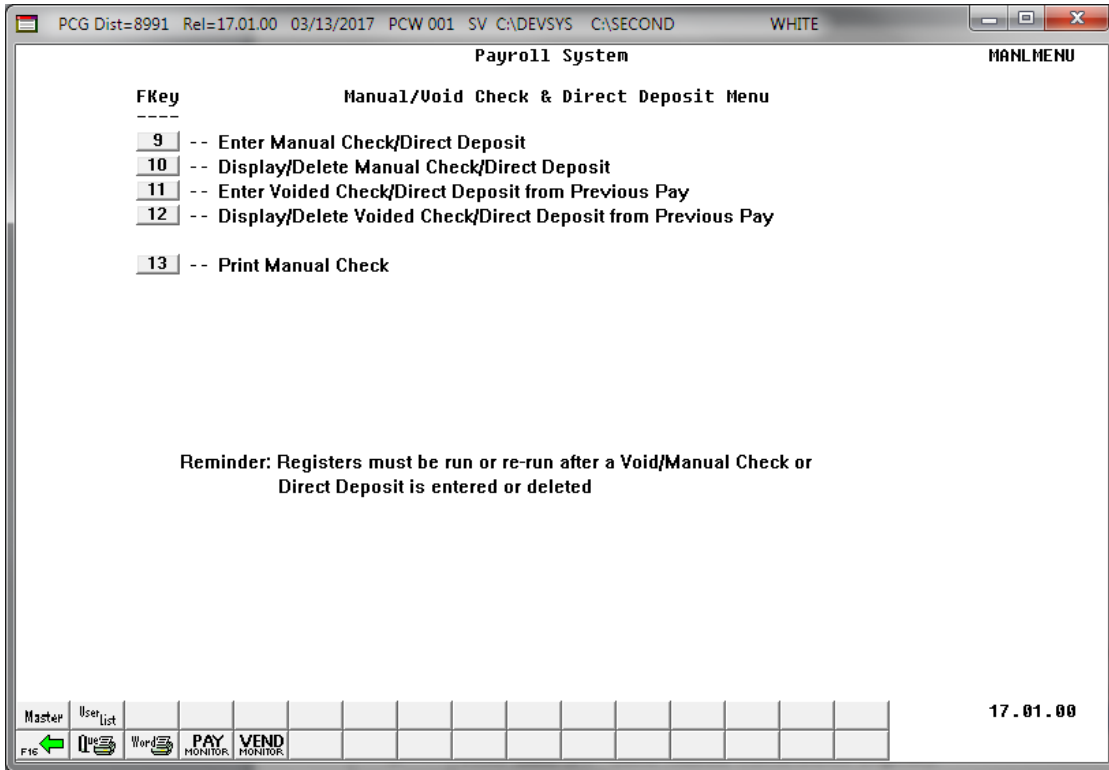 PCG Dist=8991 Rel=17.01.00 03/13/2017 PCW 001 SV C:\DEVSYS C:\SECOND WHITE
Payroll System MANLMENU
FKey Manual/Void Check & Direct Deposit Menu
----
9 -- Enter Manual Check/Direct Deposit
10 -- Display/Delete Manual Check/Direct Deposit
11 -- Enter Voided Check/Direct Deposit from Previous Pay
12 -- Display/Delete Voided Check/Direct Deposit from Previous Pay
13 -- Print Manual Check
Reminder: Registers must be run or re-run after a Void/Manual Check or
Direct Deposit is entered or deleted
Master User List 17.01.00
F16 Que Word PAY MONITOR VEND MONITOR